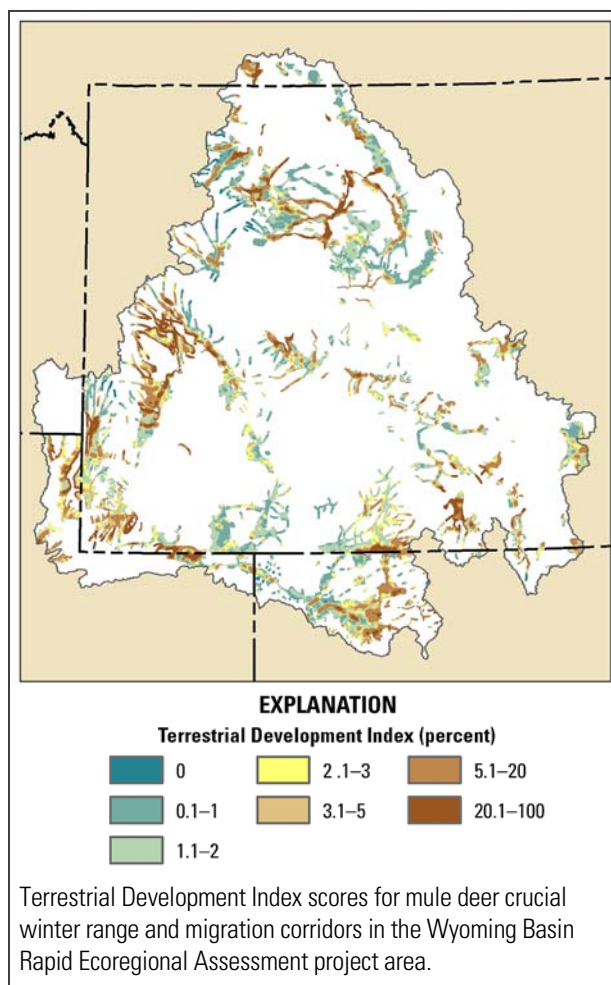 EXPLANATION
Terrestrial Development Index (percent)
0 2 .1–3 5.1–20
0.1–1 3.1–5 20.1–100
1.1–2
Terrestrial Development Index scores for mule deer crucial
winter range and migration corridors in the Wyoming Basin
Rapid Ecoregional Assessment project area.